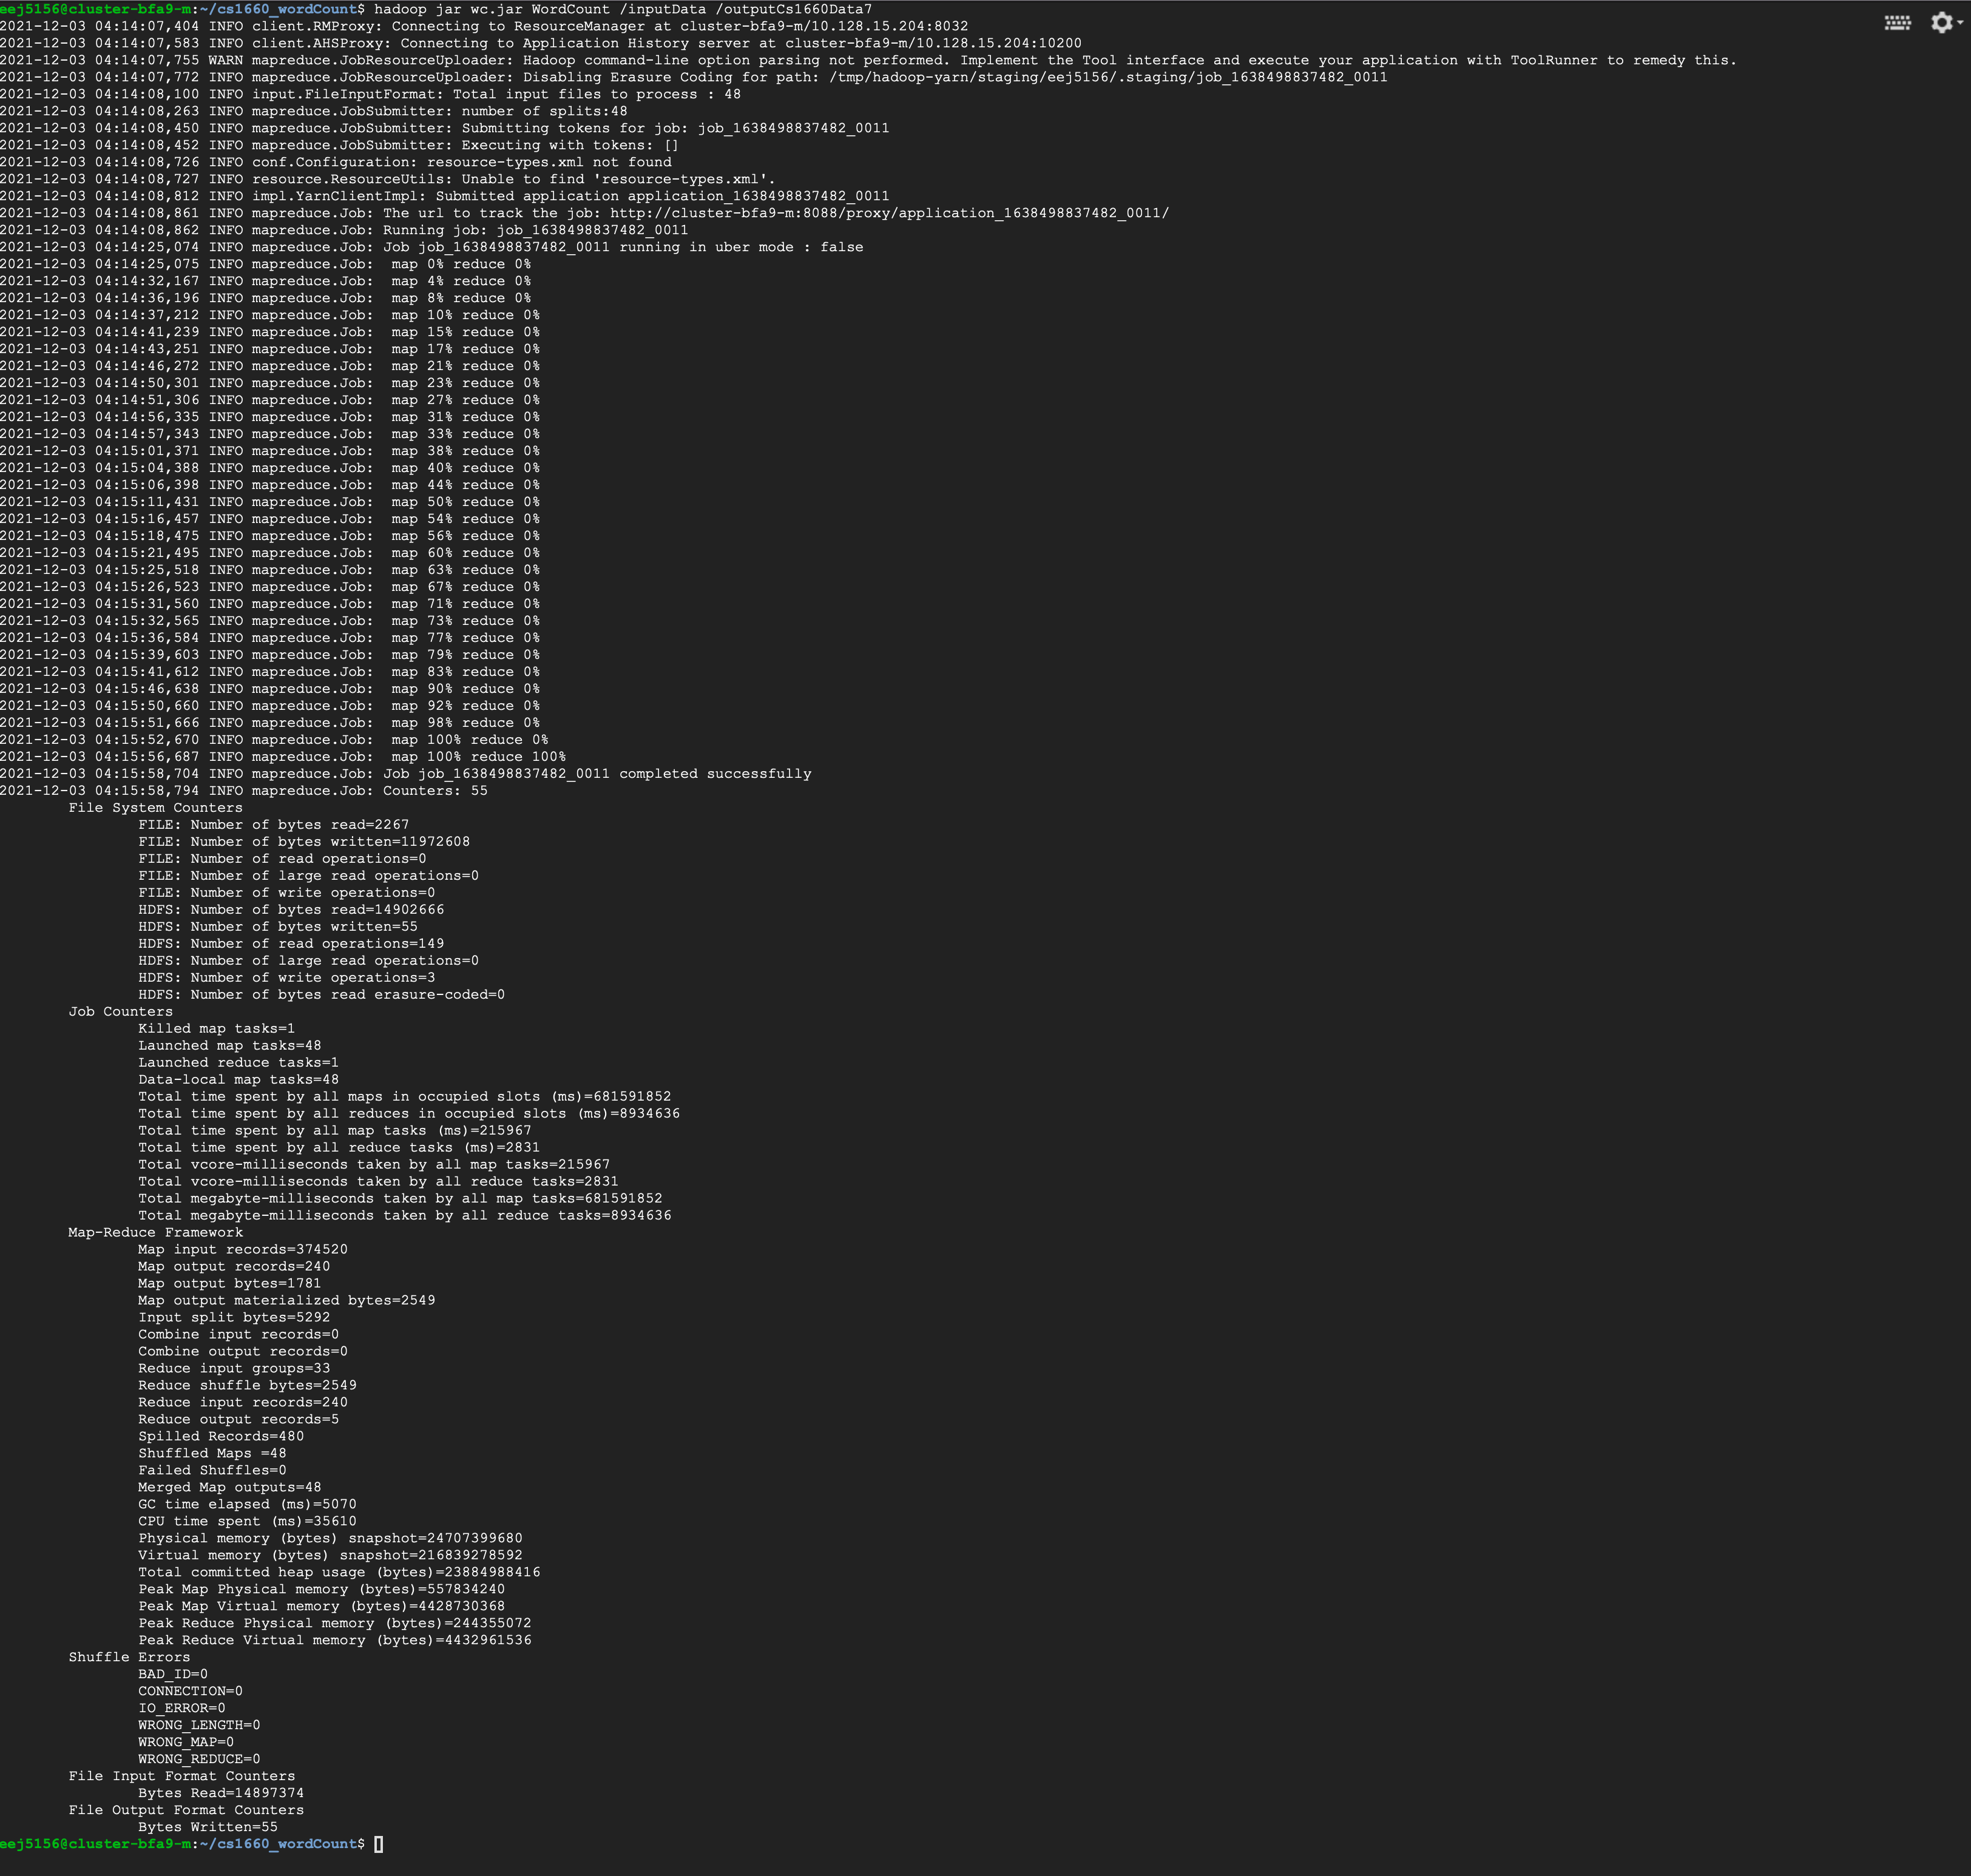 eej5156@cluster-bfa9-m:~/cs1660_wordCount$ hadoop jar wc.jar WordCount /inputData /outputCs1660Data7
2021-12-03 04:14:07,404 INFO client.RMProxy: Connecting to ResourceManager at cluster-bfa9-m/10.128.15.204:8032
2021-12-03 04:14:07,583 INFO client.AHSProxy: Connecting to Application History server at cluster-bfa9-m/10.128.15.204:10200
2021-12-03 04:14:07,755 WARN mapreduce.JobResourceUploader: Hadoop command-line option parsing not performed. Implement the Tool interface and execute your application with ToolRunner to remedy this.
2021-12-03 04:14:07,772 INFO mapreduce.JobResourceUploader: Disabling Erasure Coding for path: /tmp/hadoop-yarn/staging/eej5156/.staging/job_1638498837482_0011
2021-12-03 04:14:08,100 INFO input.FileInputFormat: Total input files to process : 48
2021-12-03 04:14:08,263 INFO mapreduce.JobSubmitter: number of splits:48
2021-12-03 04:14:08,450 INFO mapreduce.JobSubmitter: Submitting tokens for job: job_1638498837482_0011
2021-12-03 04:14:08,452 INFO mapreduce.JobSubmitter: Executing with tokens: []
2021-12-03 04:14:08,726 INFO conf.Configuration: resource-types.xml not found
2021-12-03 04:14:08,727 INFO resource.ResourceUtils: Unable to find 'resource-types.xml'.
2021-12-03 04:14:08,812 INFO impl.YarnClientImpl: Submitted application application_1638498837482_0011
2021-12-03 04:14:08,861 INFO mapreduce.Job: The url to track the job: http://cluster-bfa9-m:8088/proxy/application_1638498837482_0011/
2021-12-03 04:14:08,862 INFO mapreduce.Job: Running job: job_1638498837482_0011
2021-12-03 04:14:25,074 INFO mapreduce.Job: Job job_1638498837482_0011 running in uber mode : false
2021-12-03 04:14:25,075 INFO mapreduce.Job:  map 0% reduce 0%
2021-12-03 04:14:32,167 INFO mapreduce.Job:  map 4% reduce 0%
2021-12-03 04:14:36,196 INFO mapreduce.Job:  map 8% reduce 0%
2021-12-03 04:14:37,212 INFO mapreduce.Job:  map 10% reduce 0%
2021-12-03 04:14:41,239 INFO mapreduce.Job:  map 15% reduce 0%
2021-12-03 04:14:43,251 INFO mapreduce.Job:  map 17% reduce 0%
2021-12-03 04:14:46,272 INFO mapreduce.Job:  map 21% reduce 0%
2021-12-03 04:14:50,301 INFO mapreduce.Job:  map 23% reduce 0%
2021-12-03 04:14:51,306 INFO mapreduce.Job:  map 27% reduce 0%
2021-12-03 04:14:56,335 INFO mapreduce.Job:  map 31% reduce 0%
2021-12-03 04:14:57,343 INFO mapreduce.Job:  map 33% reduce 0%
2021-12-03 04:15:01,371 INFO mapreduce.Job:  map 38% reduce 0%
2021-12-03 04:15:04,388 INFO mapreduce.Job:  map 40% reduce 0%
2021-12-03 04:15:06,398 INFO mapreduce.Job:  map 44% reduce 0%
2021-12-03 04:15:11,431 INFO mapreduce.Job:  map 50% reduce 0%
2021-12-03 04:15:16,457 INFO mapreduce.Job:  map 54% reduce 0%
2021-12-03 04:15:18,475 INFO mapreduce.Job:  map 56% reduce 0%
2021-12-03 04:15:21,495 INFO mapreduce.Job:  map 60% reduce 0%
2021-12-03 04:15:25,518 INFO mapreduce.Job:  map 63% reduce 0%
2021-12-03 04:15:26,523 INFO mapreduce.Job:  map 67% reduce 0%
2021-12-03 04:15:31,560 INFO mapreduce.Job:  map 71% reduce 0%
2021-12-03 04:15:32,565 INFO mapreduce.Job:  map 73% reduce 0%
2021-12-03 04:15:36,584 INFO mapreduce.Job:  map 77% reduce 0%
2021-12-03 04:15:39,603 INFO mapreduce.Job:  map 79% reduce 0%
2021-12-03 04:15:41,612 INFO mapreduce.Job:  map 83% reduce 0%
2021-12-03 04:15:46,638 INFO mapreduce.Job:  map 90% reduce 0%
2021-12-03 04:15:50,660 INFO mapreduce.Job:  map 92% reduce 0%
2021-12-03 04:15:51,666 INFO mapreduce.Job:  map 98% reduce 0%
2021-12-03 04:15:52,670 INFO mapreduce.Job:  map 100% reduce 0%
2021-12-03 04:15:56,687 INFO mapreduce.Job:  map 100% reduce 100%
2021-12-03 04:15:58,704 INFO mapreduce.Job: Job job_1638498837482_0011 completed successfully
2021-12-03 04:15:58,794 INFO mapreduce.Job: Counters: 55
File System Counters
FILE: Number of bytes read=2267
FILE: Number of bytes written=11972608
FILE: Number of read operations=0
FILE: Number of large read operations=0
FILE: Number of write operations=0
HDFS: Number of bytes read=14902666
HDFS: Number of bytes written=55
HDFS: Number of read operations=149
HDFS: Number of large read operations=0
HDFS: Number of write operations=3
HDFS: Number of bytes read erasure-coded=0
Job Counters
Killed map tasks=1
Launched map tasks=48
Launched reduce tasks=1
Data-local map tasks=48
Total time spent by all maps in occupied slots (ms)=681591852
Total time spent by all reduces in occupied slots (ms)=8934636
Total time spent by all map tasks (ms)=215967
Total time spent by all reduce tasks (ms)=2831
Total vcore-milliseconds taken by all map tasks=215967
Total vcore-milliseconds taken by all reduce tasks=2831
Total megabyte-milliseconds taken by all map tasks=681591852
Total megabyte-milliseconds taken by all reduce tasks=8934636
Map-Reduce Framework
Map input records=374520
Map output records=240
Map output bytes=1781
Map output materialized bytes=2549
Input split bytes=5292
Combine input records=0
Combine output records=0
Reduce input groups=33
Reduce shuffle bytes=2549
Reduce input records=240
Reduce output records=5
Spilled Records=480
Shuffled Maps =48
Failed Shuffles=0
Merged Map outputs=48
GC time elapsed (ms)=5070
CPU time spent (ms)=35610
Physical memory (bytes) snapshot=24707399680
Virtual memory (bytes) snapshot=216839278592
Total committed heap usage (bytes)=23884988416
Peak Map Physical memory (bytes)=557834240
Peak Map Virtual memory (bytes)=4428730368
Peak Reduce Physical memory (bytes)=244355072
Peak Reduce Virtual memory (bytes)=4432961536
Shuffle Errors
BAD_ID=0
CONNECTION=0
IO_ERROR=0
WRONG_LENGTH=0
WRONG_MAP=0
WRONG_REDUCE=0
File Input Format Counters
Bytes Read=14897374
File Output Format Counters
Bytes Written=55
eej5156@cluster-bfa9-m:~/cs1660_wordCount$